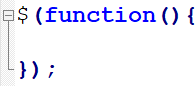 $(function(){
});